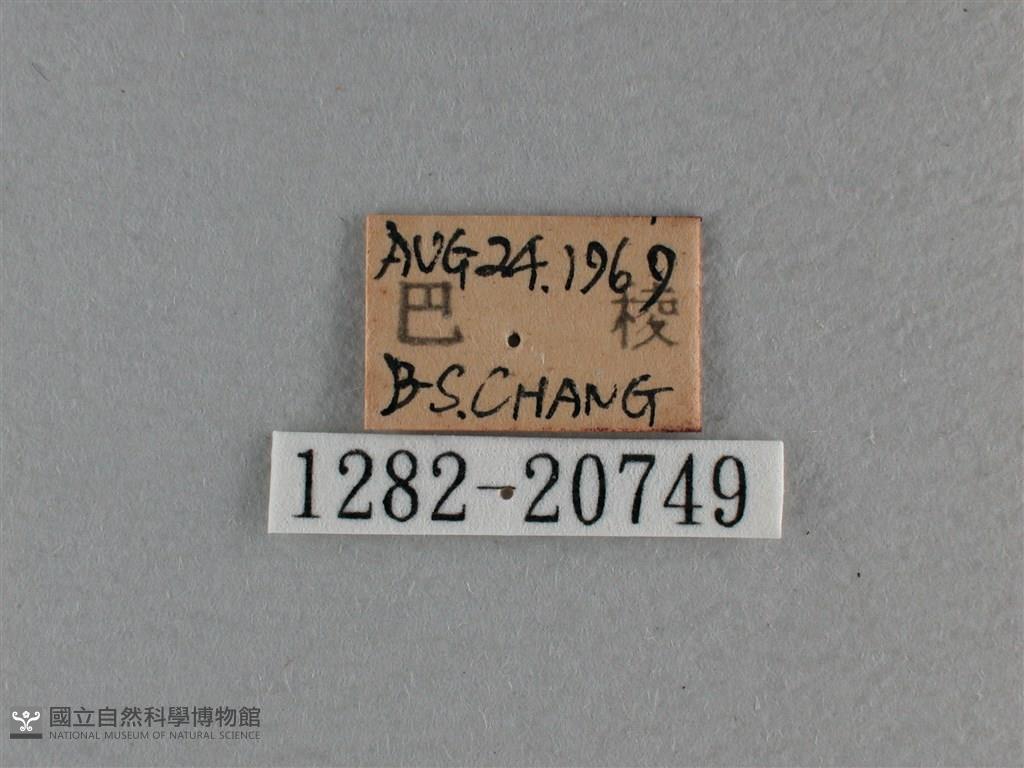 AUG 24. 1969
巴 稜
B-S. CHANG
1282-20749
國立自然科學博物館
NATIONAL MUSEUM OF NATURAL SCIENCE